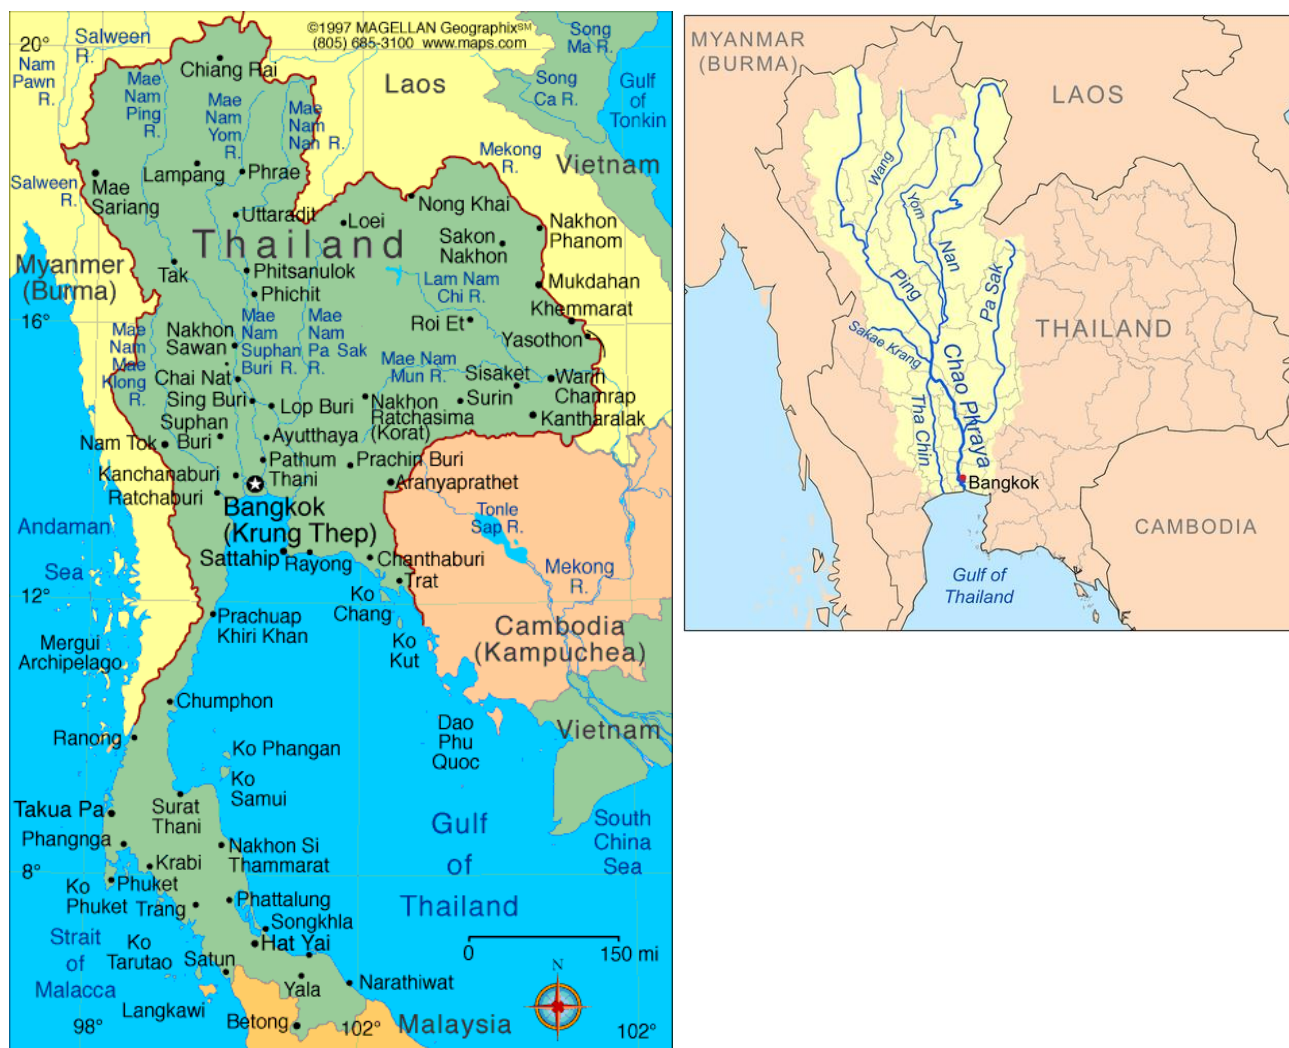 ©1997 MAGELLAN Geographix℠
(805) 685-3100 www.maps.com
20°
Salween
R.
Nam
Pawn
R.
Chiang Rai
Mae
Nam
Ping
R.
Mae
Nam
Yom
R.
Mae
Nam
Nan R.
Laos
Song
Ma R.
Song
Ca R.
Gulf
of
Tonkin
Mekong
R.
Vietnam
Salween
R.
Lampang
Phrae
Mae
Sariang
Uttaradit
Loei
Nong Khai
Nakhon
Phanom
Sakon
Nakhon
Thailand
Myanmer
(Burma)
Tak
Phitsanulok
Phichit
Lam Nam
Chi R.
Mukdahan
Khemmarat
16°
Mae
Nam
Mae
Klong
R.
Nakhon
Sawan
Mae
Nam
Suphan
Buri R.
Mae
Nam
Pa Sak
R.
Roi Et
Yasothon
Mae Nam
Mun R.
Chai Nat
Sing Buri
Lop Buri
Sisaket
Surin
Warin
Chamrap
Kantharalak
Nakhon
Ratchasima
(Korat)
Suphan
Buri
Nam Tok
Ayutthaya
Kanchanaburi
Pathum
Thani
Prachin Buri
Ratchaburi
Aranyaprathet
Bangkok
(Krung Thep)
Tonle
Sap R.
Andaman
Sea
Sattahip
Rayong
Chanthaburi
Trat
Mekong
R.
12°
Ko
Chang
Prachuap
Khiri Khan
Ko
Kut
Cambodia
(Kampuchea)
Mergui
Archipelago
Chumphon
Ranong
Dao
Phu
Quoc
Vietnam
Ko Phangan
Ko
Samui
Takua Pa
Surat
Thani
Gulf
of
Thailand
South
China
Sea
Phangnga
Nakhon Si
Thammarat
8°
Krabi
Ko
Phuket
Phuket
Trang
Phattalung
Songkhla
Strait
of
Malacca
Ko
Tarutao
Satun
Hat Yai
0
150 mi
N
Langkawi
Yala
Narathiwat
Betong
Malaysia
98°
102°
102°
MYANMAR
(BURMA)
LAOS
Wang
Yom
Nan
Ping
Pa Sak
Sakae Krang
THAILAND
Chao Phraya
Tha Chin
Bangkok
CAMBODIA
Gulf of
Thailand